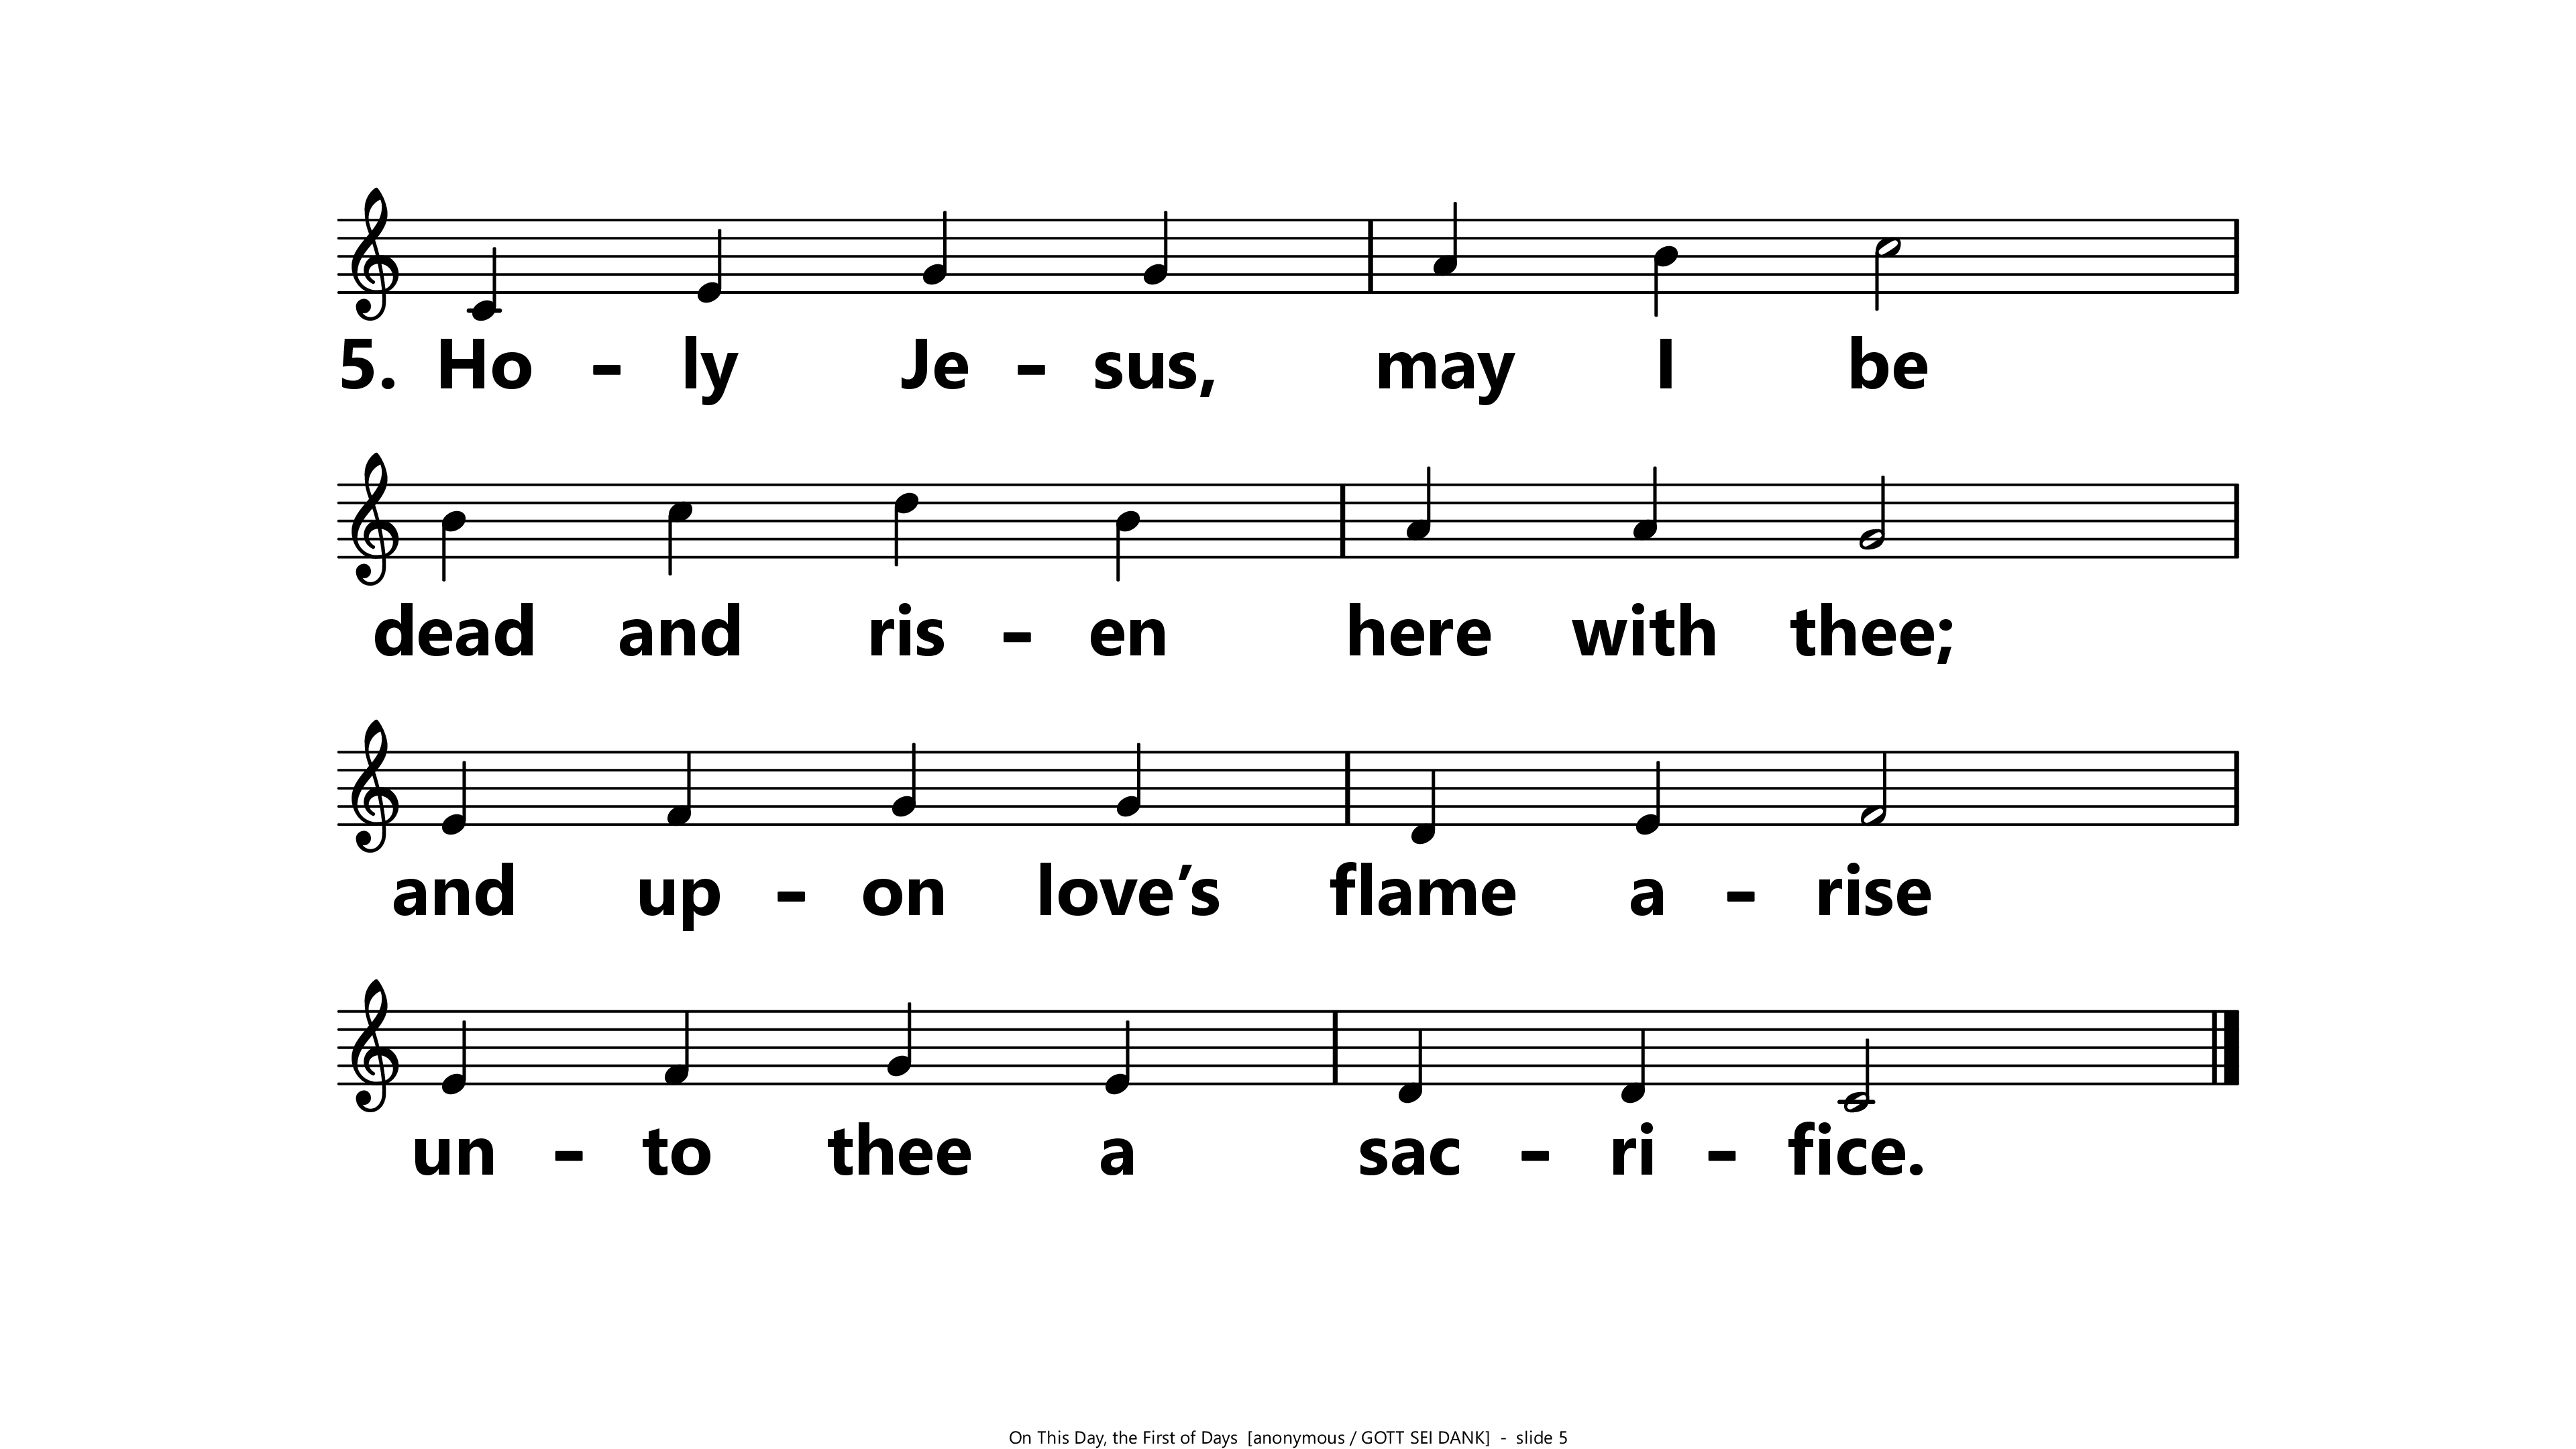 5. Ho - ly Je - sus, may I be
dead and ris - en here with thee;
and up - on love’s flame a - rise
un - to thee a sac - ri - fice.
On This Day, the First of Days [anonymous / GOTT SEI DANK] - slide 5